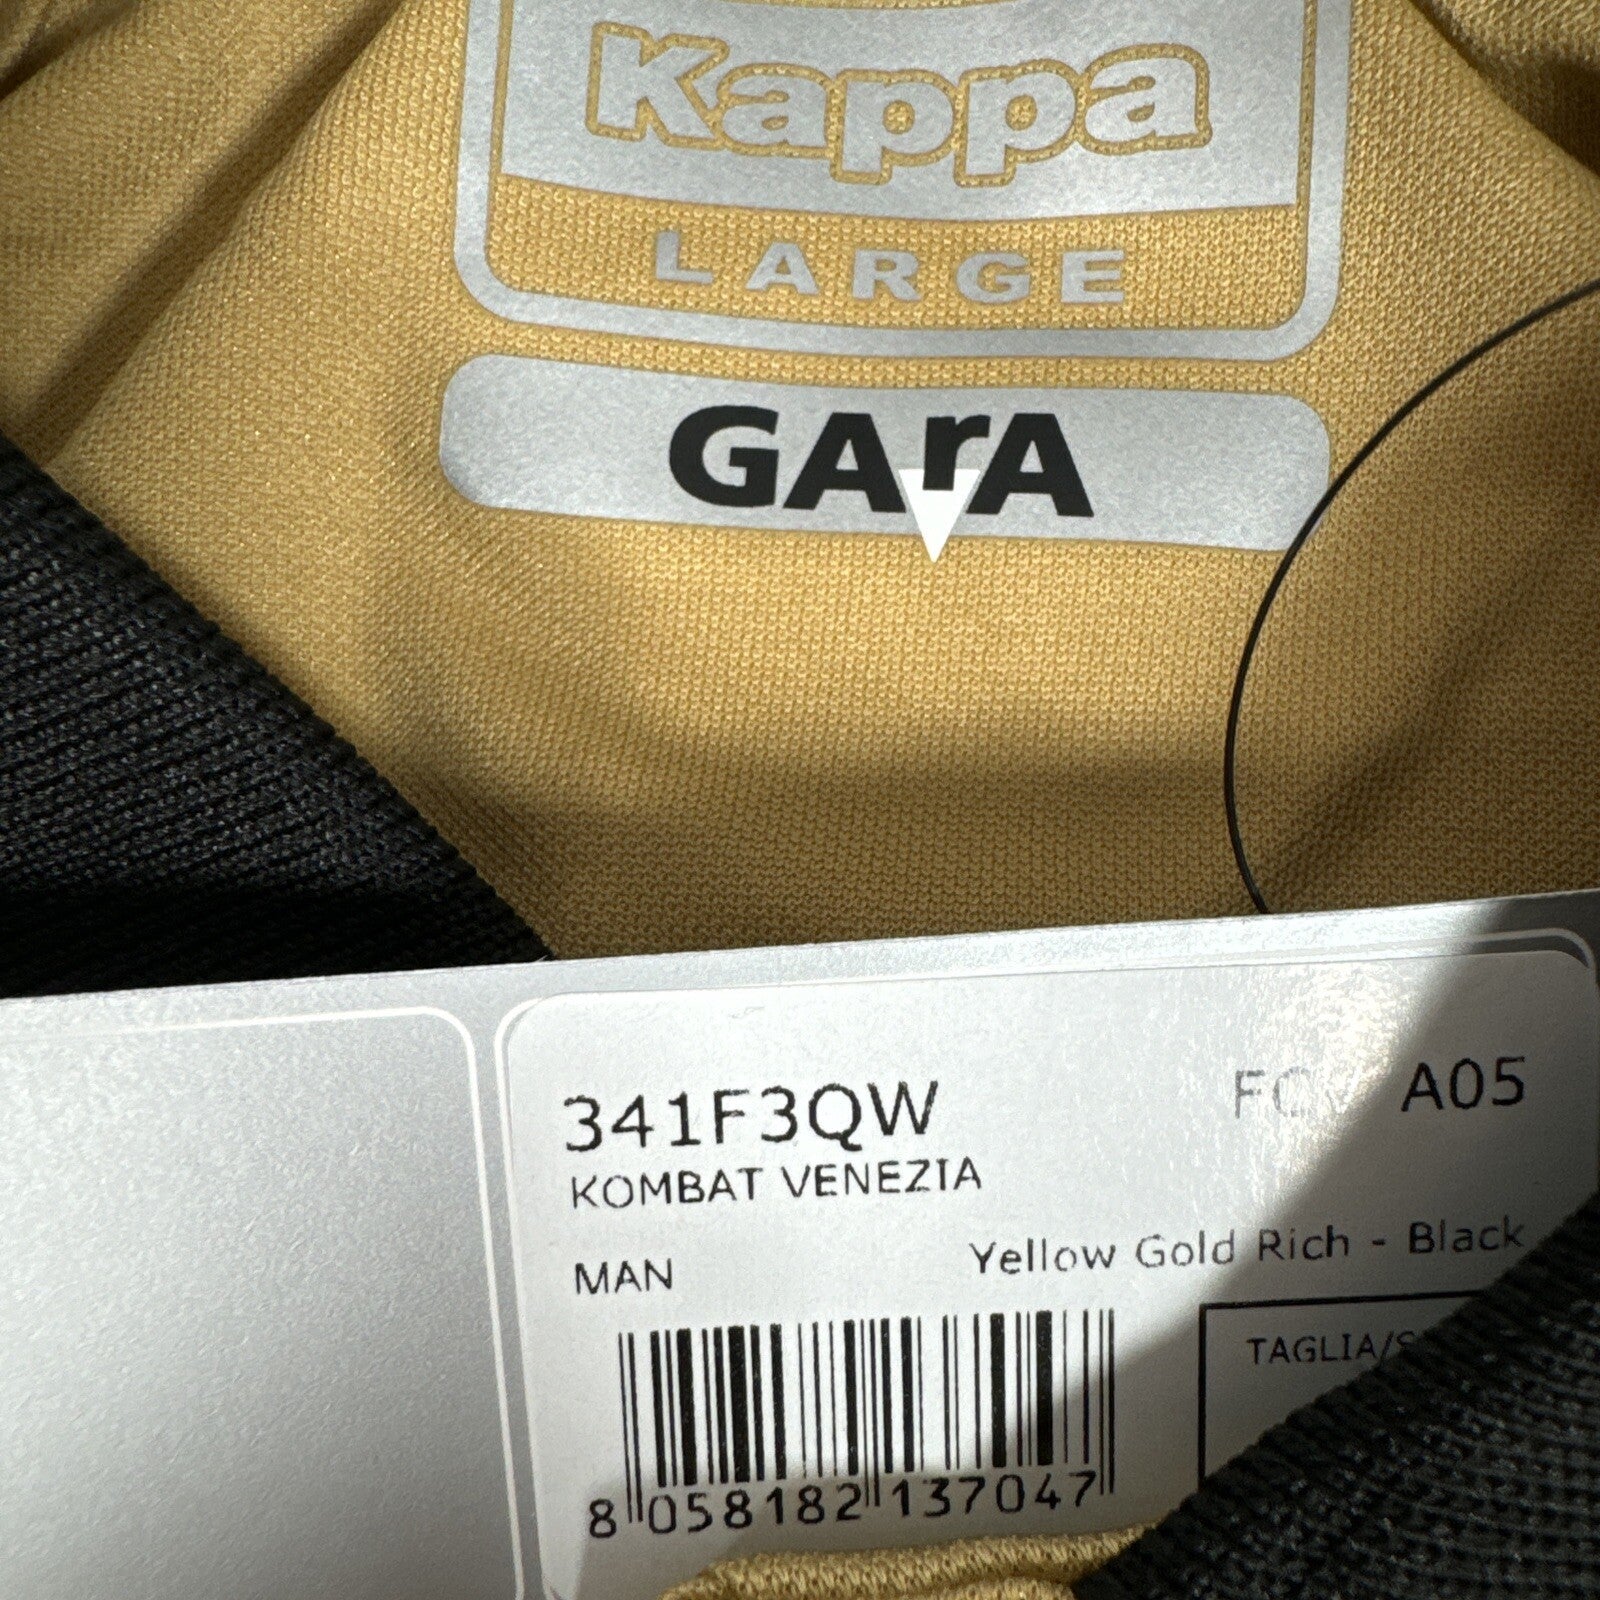 Kappa
LARGE
GArA
341F3QW A05
KOMBAT VENEZIA
MAN Yellow Gold Rich - Black
8 058182 137047